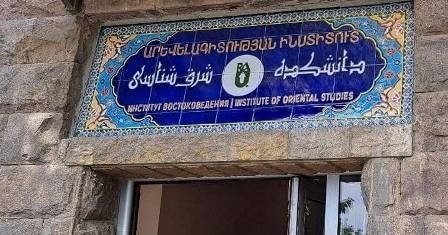 ԱՐԵՎԵԼԱԳԻՏՈՒԹՅԱՆ ԻՆՍՏԻՏՈՒՏ
دانشکده شرق شناسی
ИНСТИТУТ ВОСТОКОВЕДЕНИЯ | INSTITUTE OF ORIENTAL STUDIES